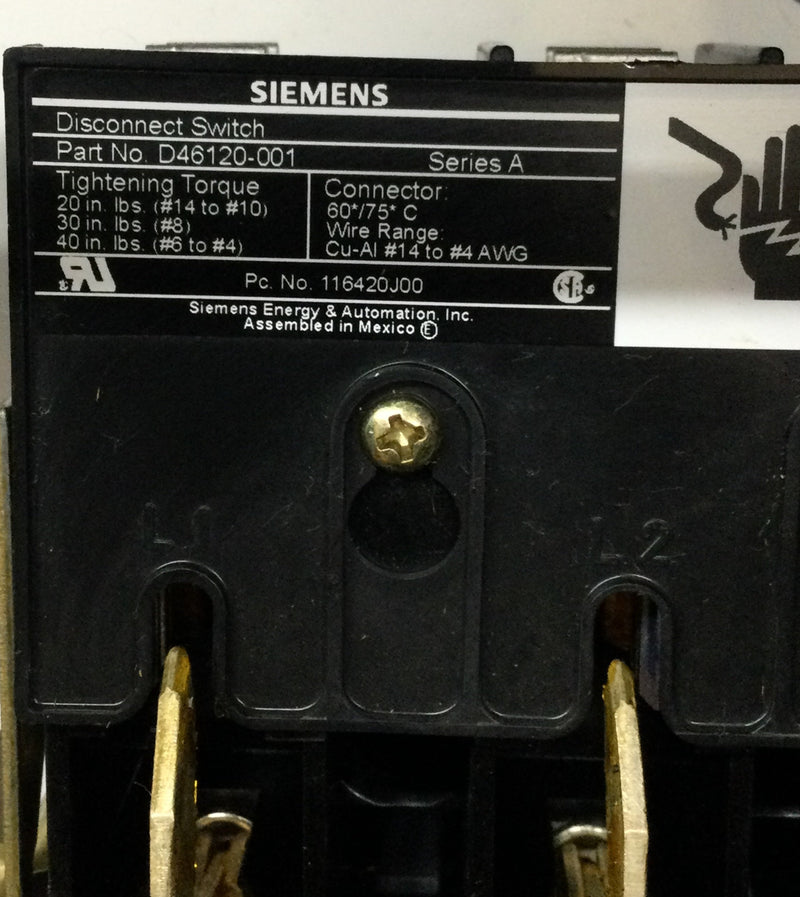 SIEMENS
Disconnect Switch
Part No. D46120-001 Series A
Tightening Torque
20 in. lbs. (#14 to #10)
30 in. lbs. (#8)
40 in. lbs. (#6 to #4)
Connector:
60*/75* C
Wire Range:
Cu-Al #14 to #4 AWG
Pc. No. 116420J00
Siemens Energy & Automation, Inc.
Assembled in Mexico Ⓔ
L1
L2